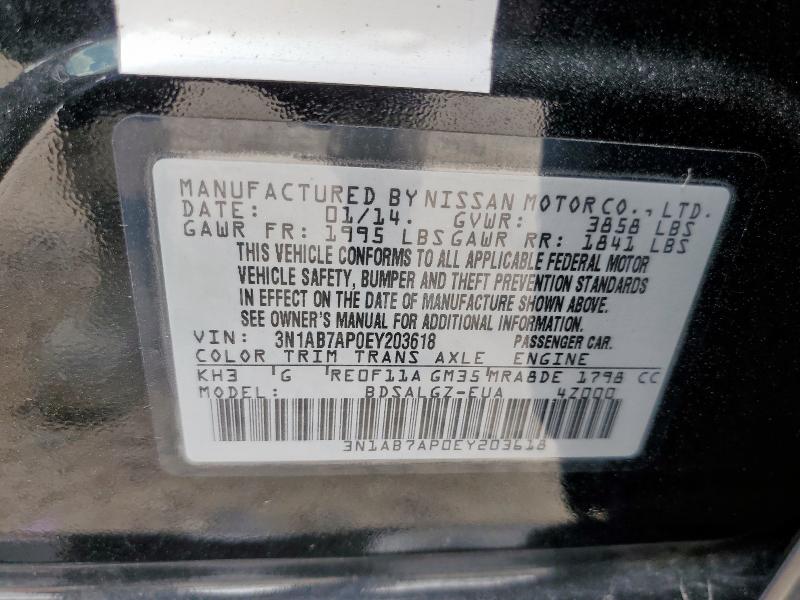 MANUFACTURED BY NISSAN MOTOR CO., LTD.
DATE: 01/14. GVWR: 3858 LBS
GAWR FR: 1995 LBS GAWR RR: 1841 LBS
THIS VEHICLE CONFORMS TO ALL APPLICABLE FEDERAL MOTOR
VEHICLE SAFETY, BUMPER AND THEFT PREVENTION STANDARDS
IN EFFECT ON THE DATE OF MANUFACTURE SHOWN ABOVE.
SEE OWNER'S MANUAL FOR ADDITIONAL INFORMATION.
VIN: 3N1AB7AP0EY203618 PASSENGER CAR.
COLOR TRIM TRANS AXLE ENGINE
KH3 G RE0F11A GM35 MRA8DE 1798 CC
MODEL: BDSALGZ-EUA 4Z000
3N1AB7AP0EY203618